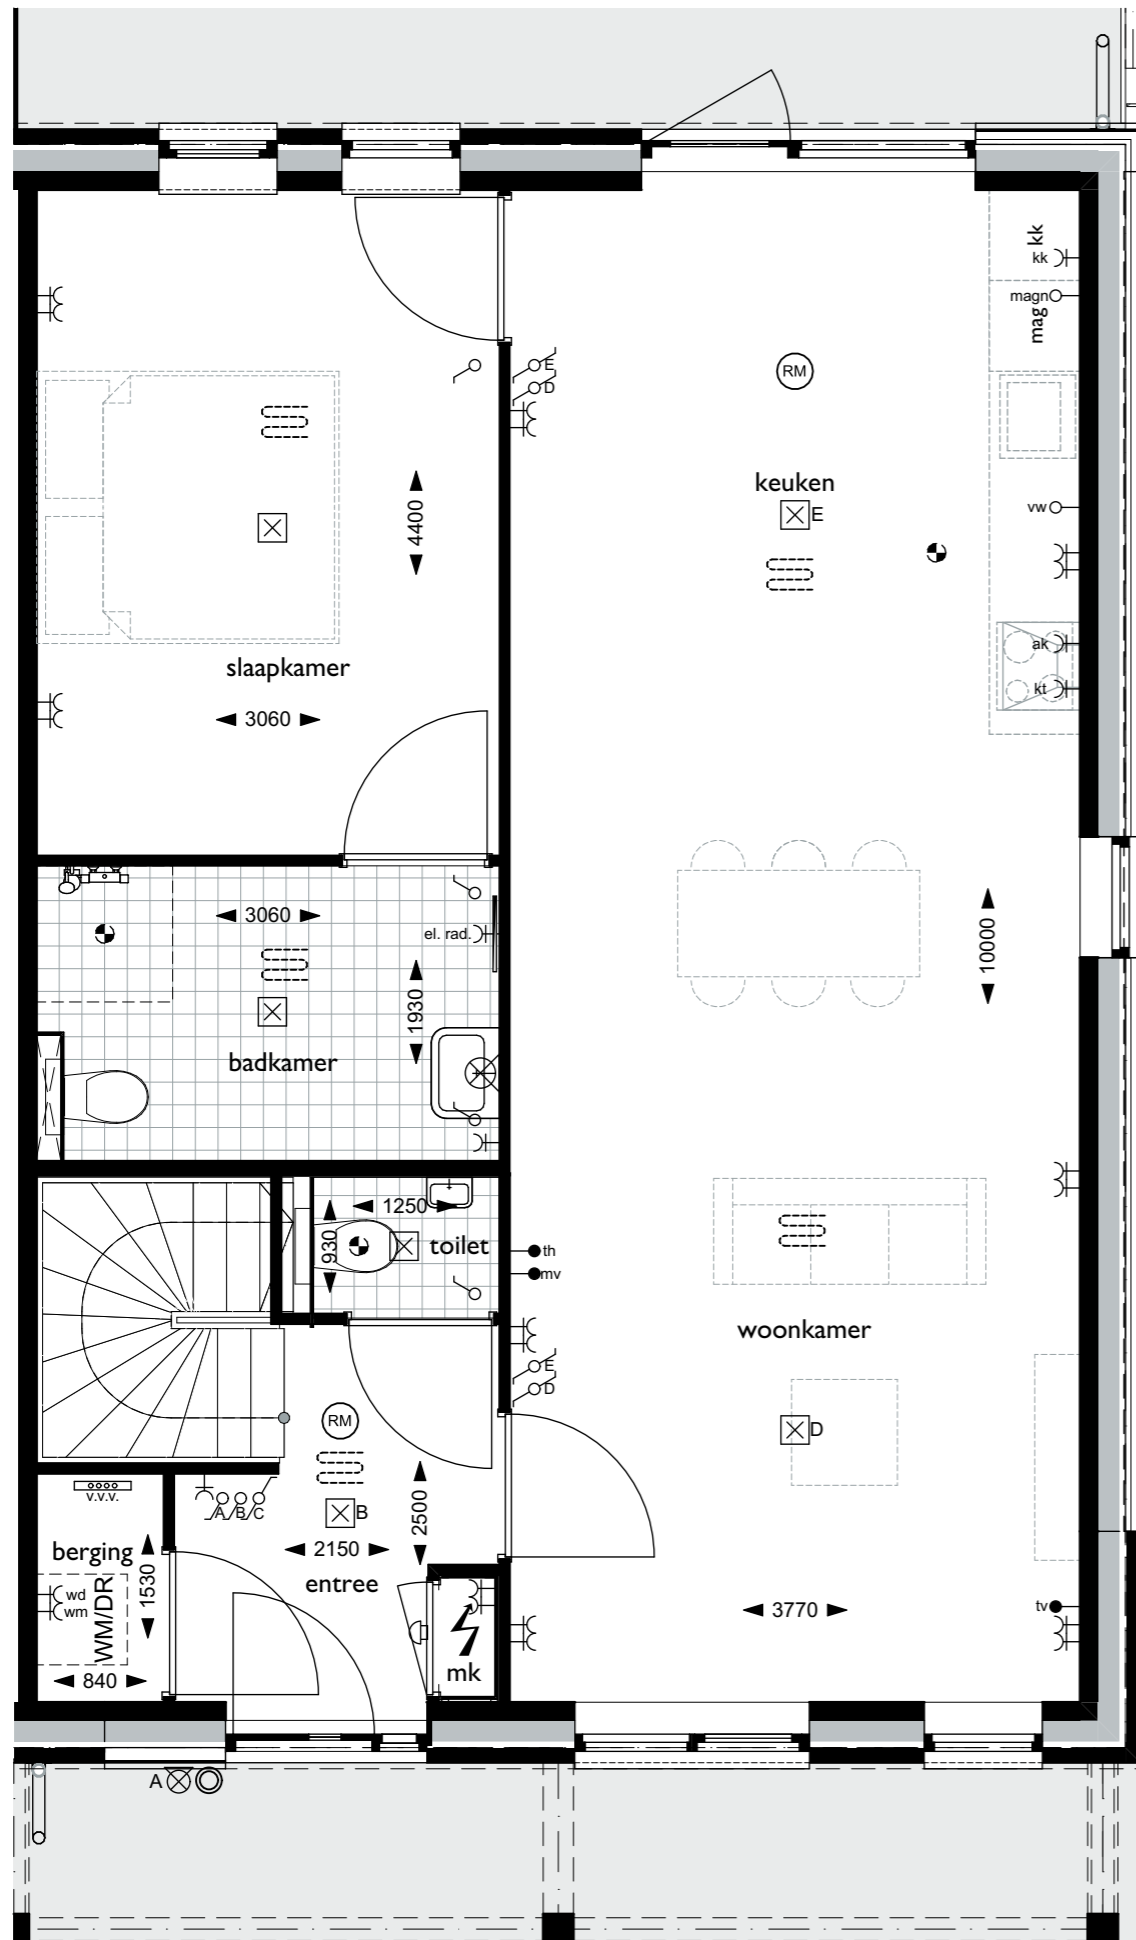 kk
kk
magn
mag
E
D
RM
keuken
E
4400
vw
ak
kt
slaapkamer
3060
3060
el. rad.
1930
10000
badkamer
1250
930
toilet
th
mv
woonkamer
E
D
RM
D
v.v.v.
A
B
C
B
2500
2150
berging
entree
1530
wd
wm
WM/DR
3770
tv
840
mk
A